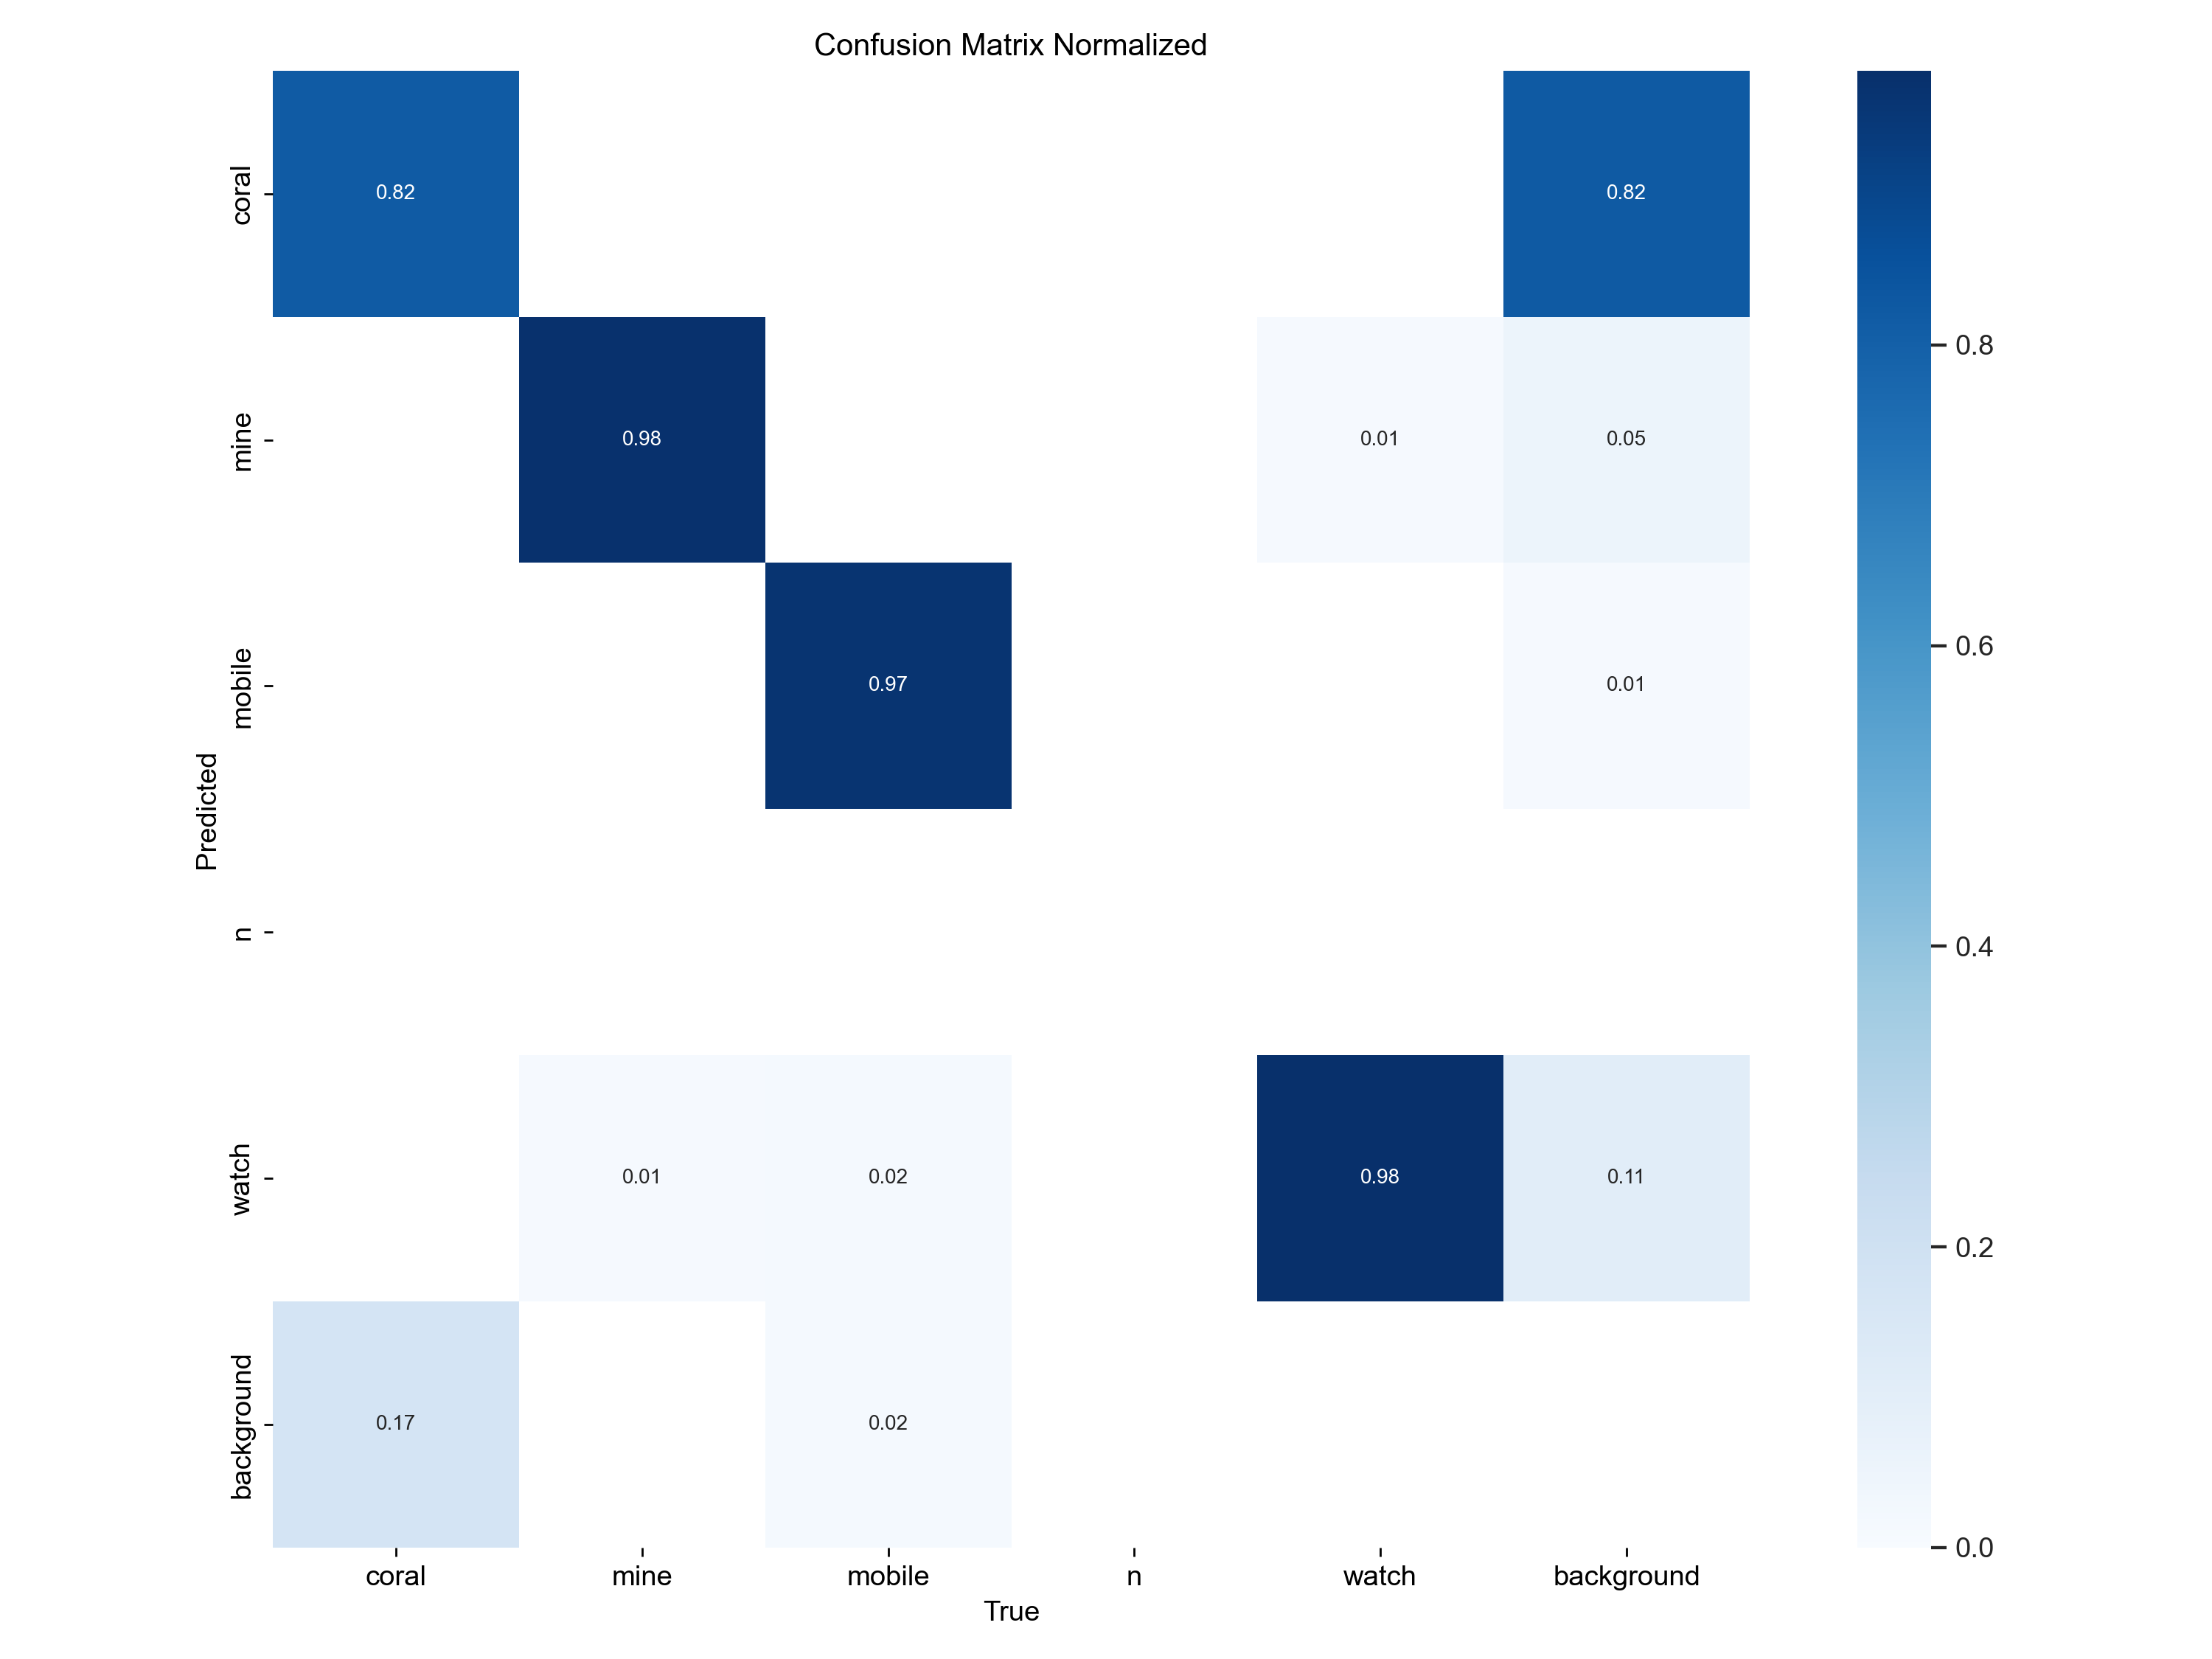 Confusion Matrix Normalized
coral
0.82
0.82
mine
0.98
0.01
0.05
mobile
0.97
0.01
n
watch
0.01
0.02
0.98
0.11
background
0.17
0.02
Predicted
coral
mine
mobile
n
watch
background
True
0.8
0.6
0.4
0.2
0.0